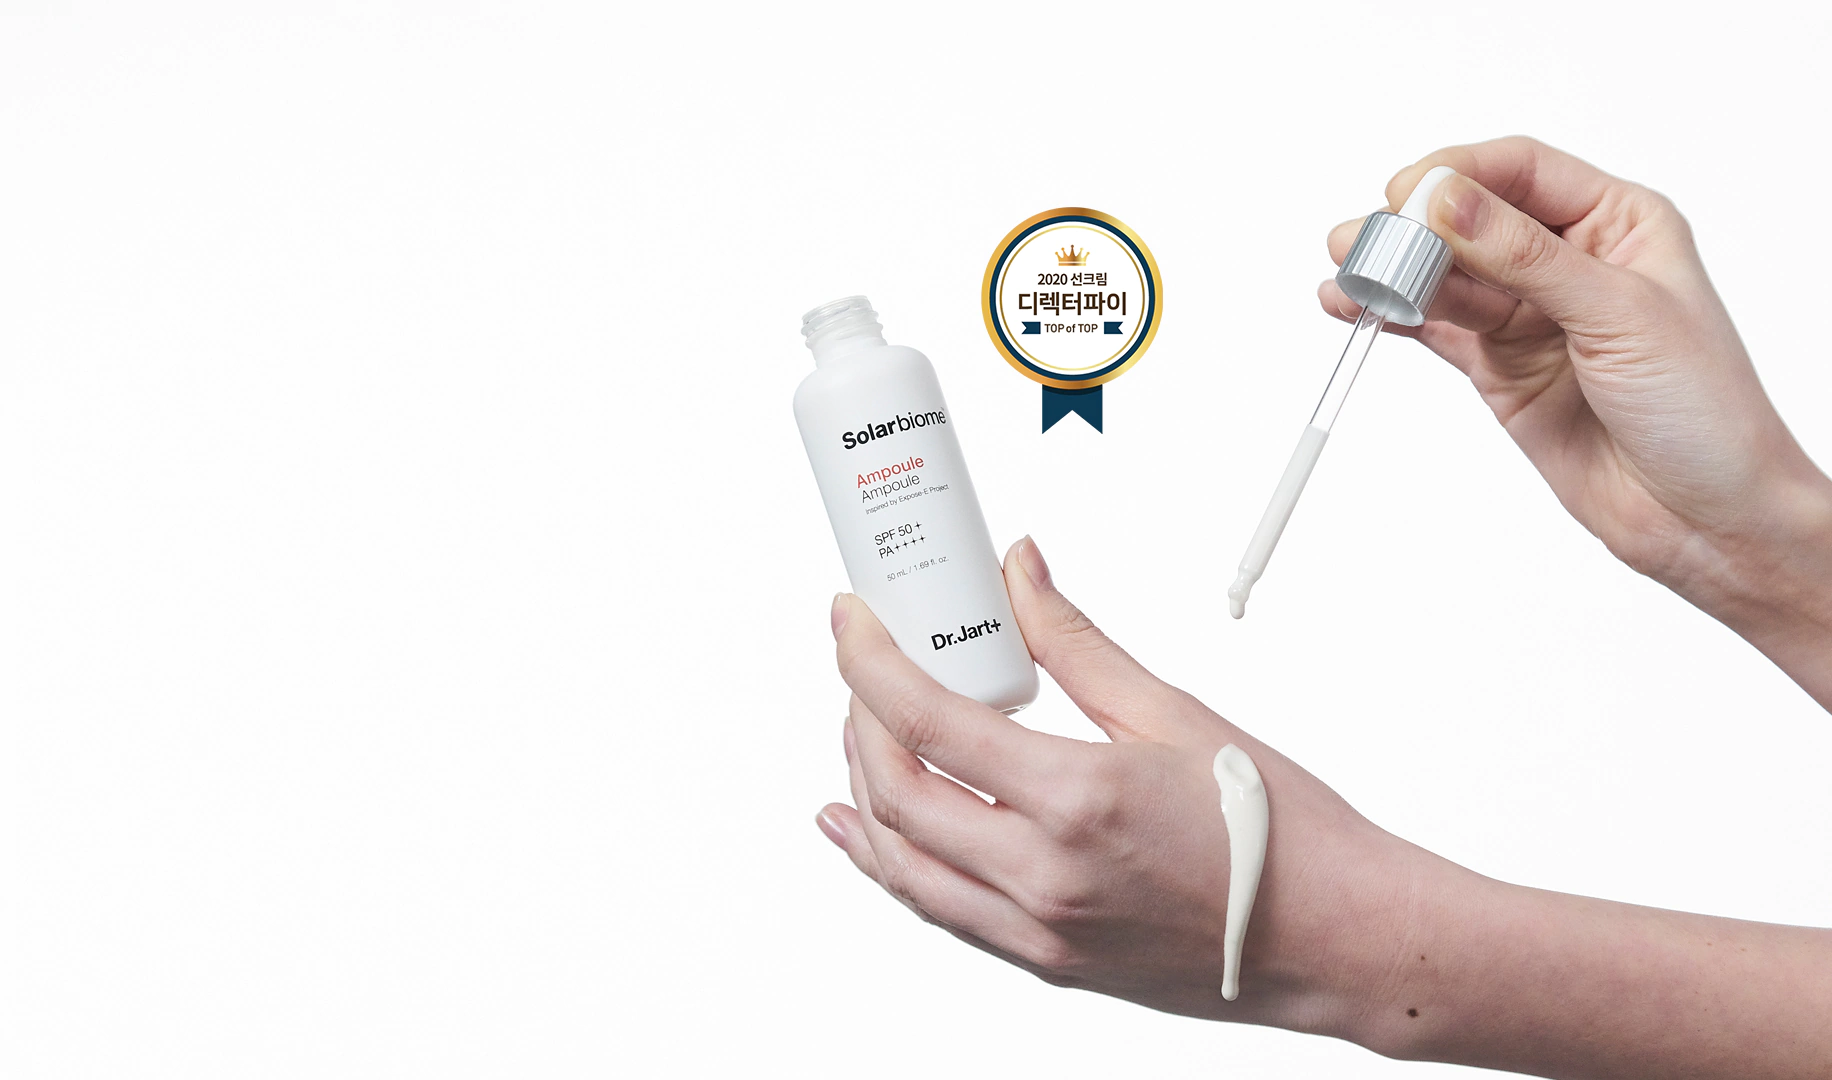 2020 선크림
디렉터파이
TOP of TOP
Solarbiome
Ampoule
Ampoule
Inspired by Expose-E Project
SPF 50+
PA++++
50 mL / 1.69 fl. oz.
Dr.Jart+